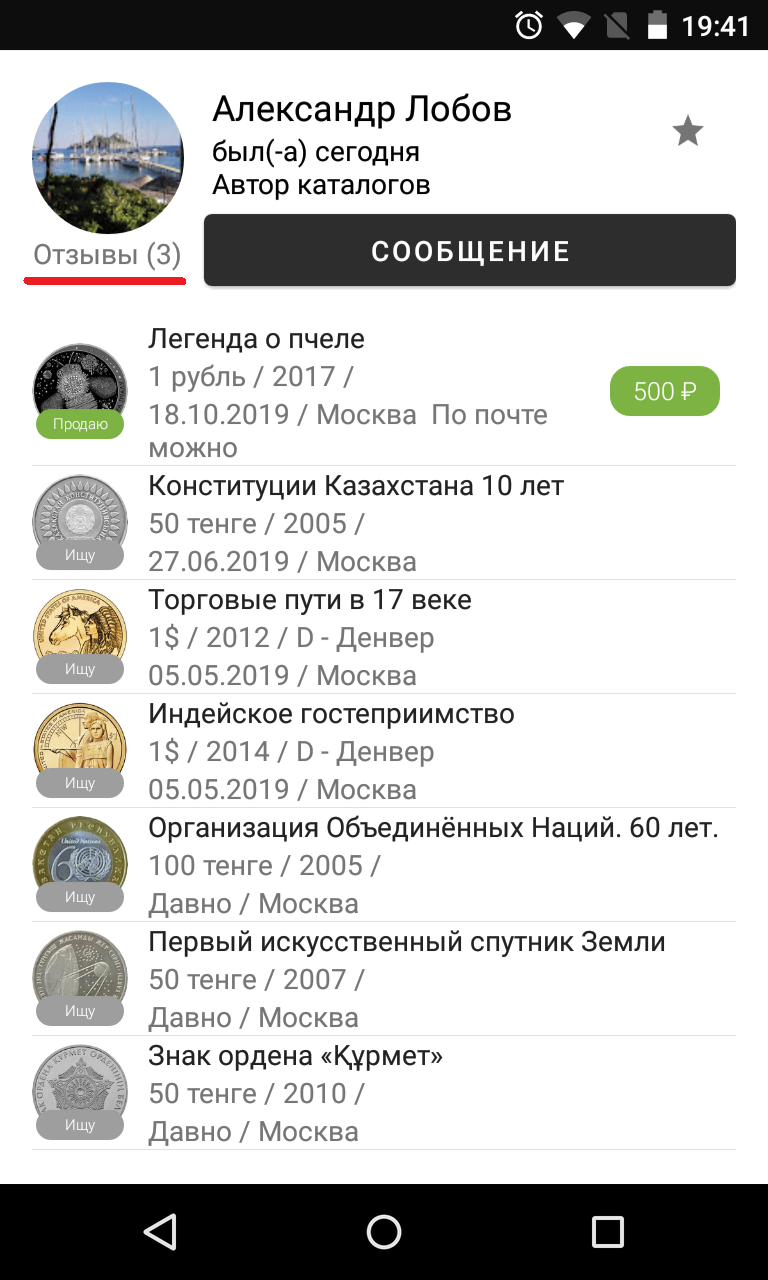 19:41
Александр Лобов
был(-а) сегодня
Автор каталогов
Отзывы (3)
СООБЩЕНИЕ
Легенда о пчеле
1 рубль / 2017 /
18.10.2019 / Москва По почте
можно
Продаю
500 ₽
Конституции Казахстана 10 лет
50 тенге / 2005 /
27.06.2019 / Москва
Ищу
Торговые пути в 17 веке
1$ / 2012 / D - Денвер
05.05.2019 / Москва
Ищу
Индейское гостеприимство
1$ / 2014 / D - Денвер
05.05.2019 / Москва
Ищу
Организация Объединённых Наций. 60 лет.
100 тенге / 2005 /
Давно / Москва
Ищу
Первый искусственный спутник Земли
50 тенге / 2007 /
Давно / Москва
Ищу
Знак ордена «Құрмет»
50 тенге / 2010 /
Давно / Москва
Ищу